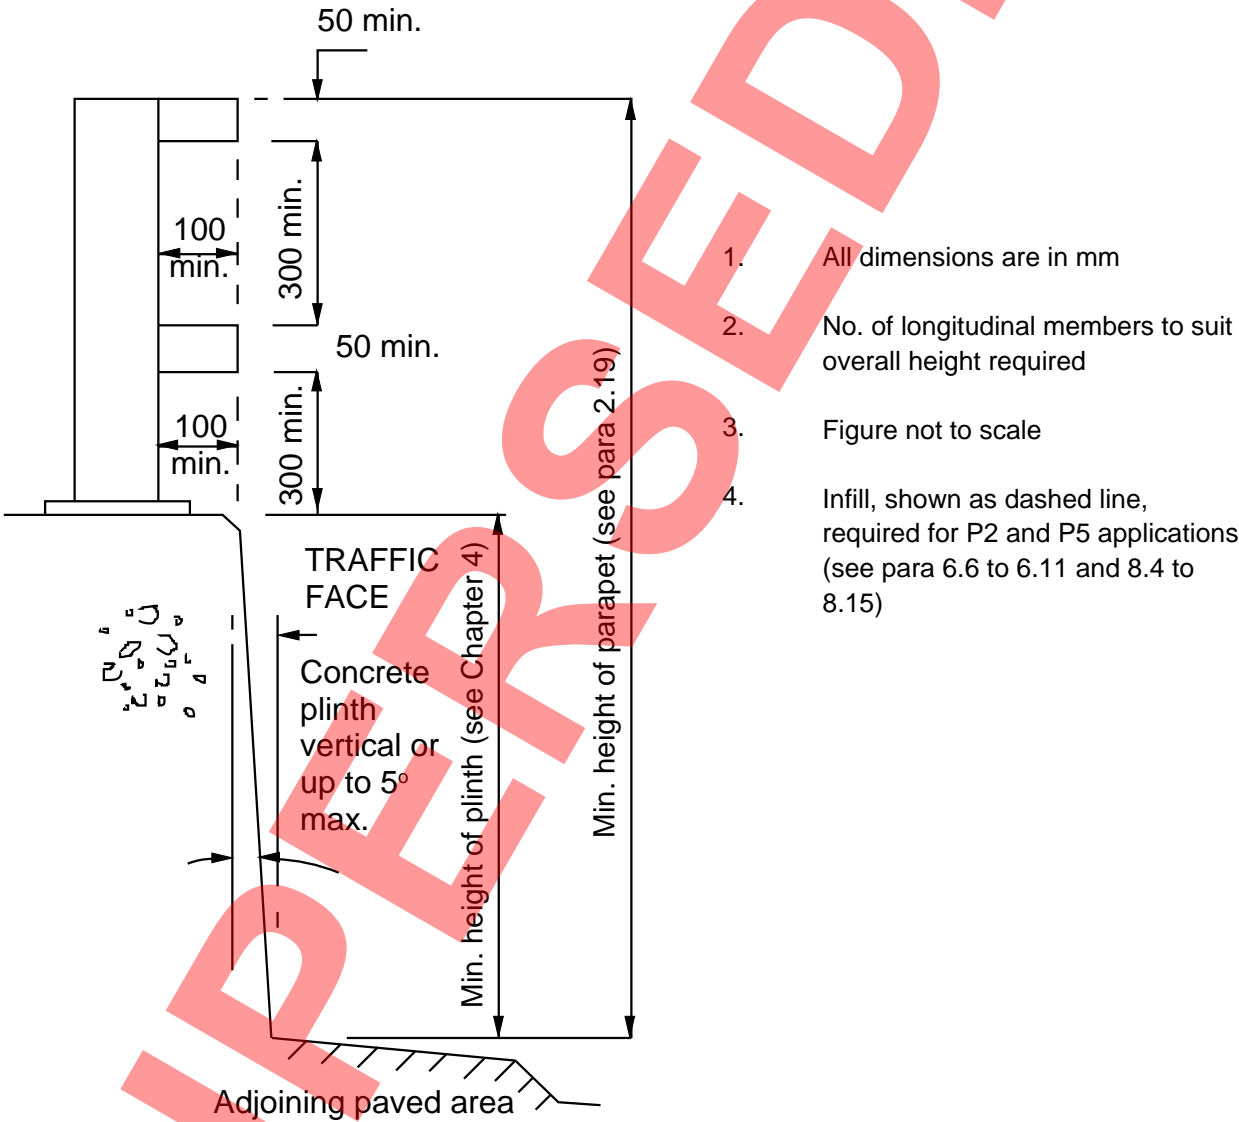 50 min.
100
min.
300 min.
50 min.
100
min.
300 min.
TRAFFIC
FACE
Concrete
plinth
vertical or
up to 5º
max.
Min. height of plinth (see Chapter 4)
Min. height of parapet (see para 2.19)
Adjoining paved area
1. All dimensions are in mm
2. No. of longitudinal members to suit
overall height required
3. Figure not to scale
4. Infill, shown as dashed line,
required for P2 and P5 applications
(see para 6.6 to 6.11 and 8.4 to
8.15)
PERSED